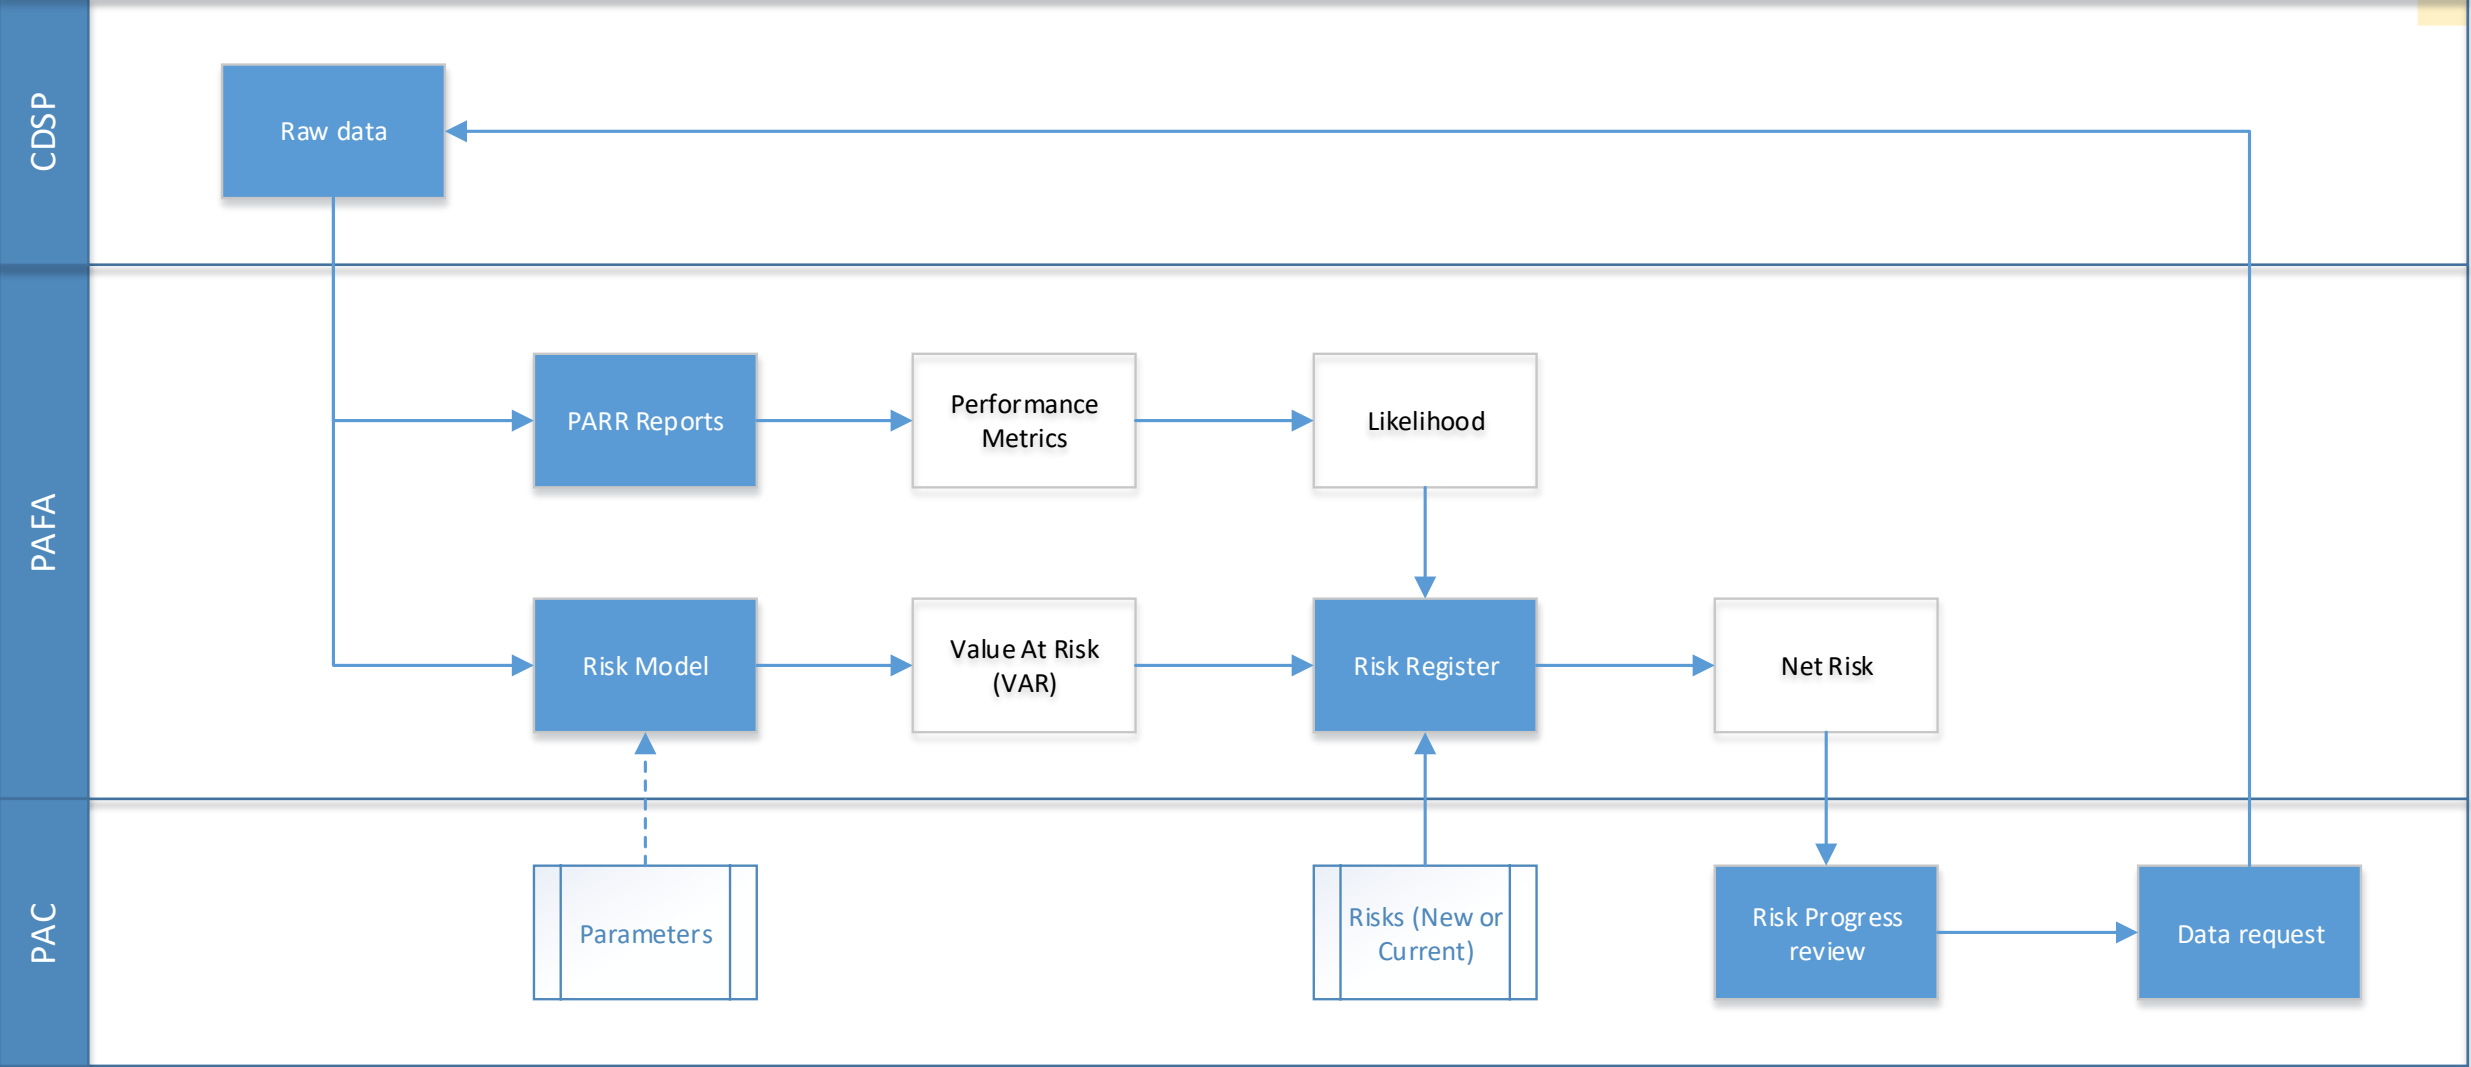 CDSP
Raw data
PAFA
PARR Reports
Performance
Metrics
Likelihood
Risk Model
Value At Risk
(VAR)
Risk Register
Net Risk
PAC
Parameters
Risks (New or
Current)
Risk Progress
review
Data request